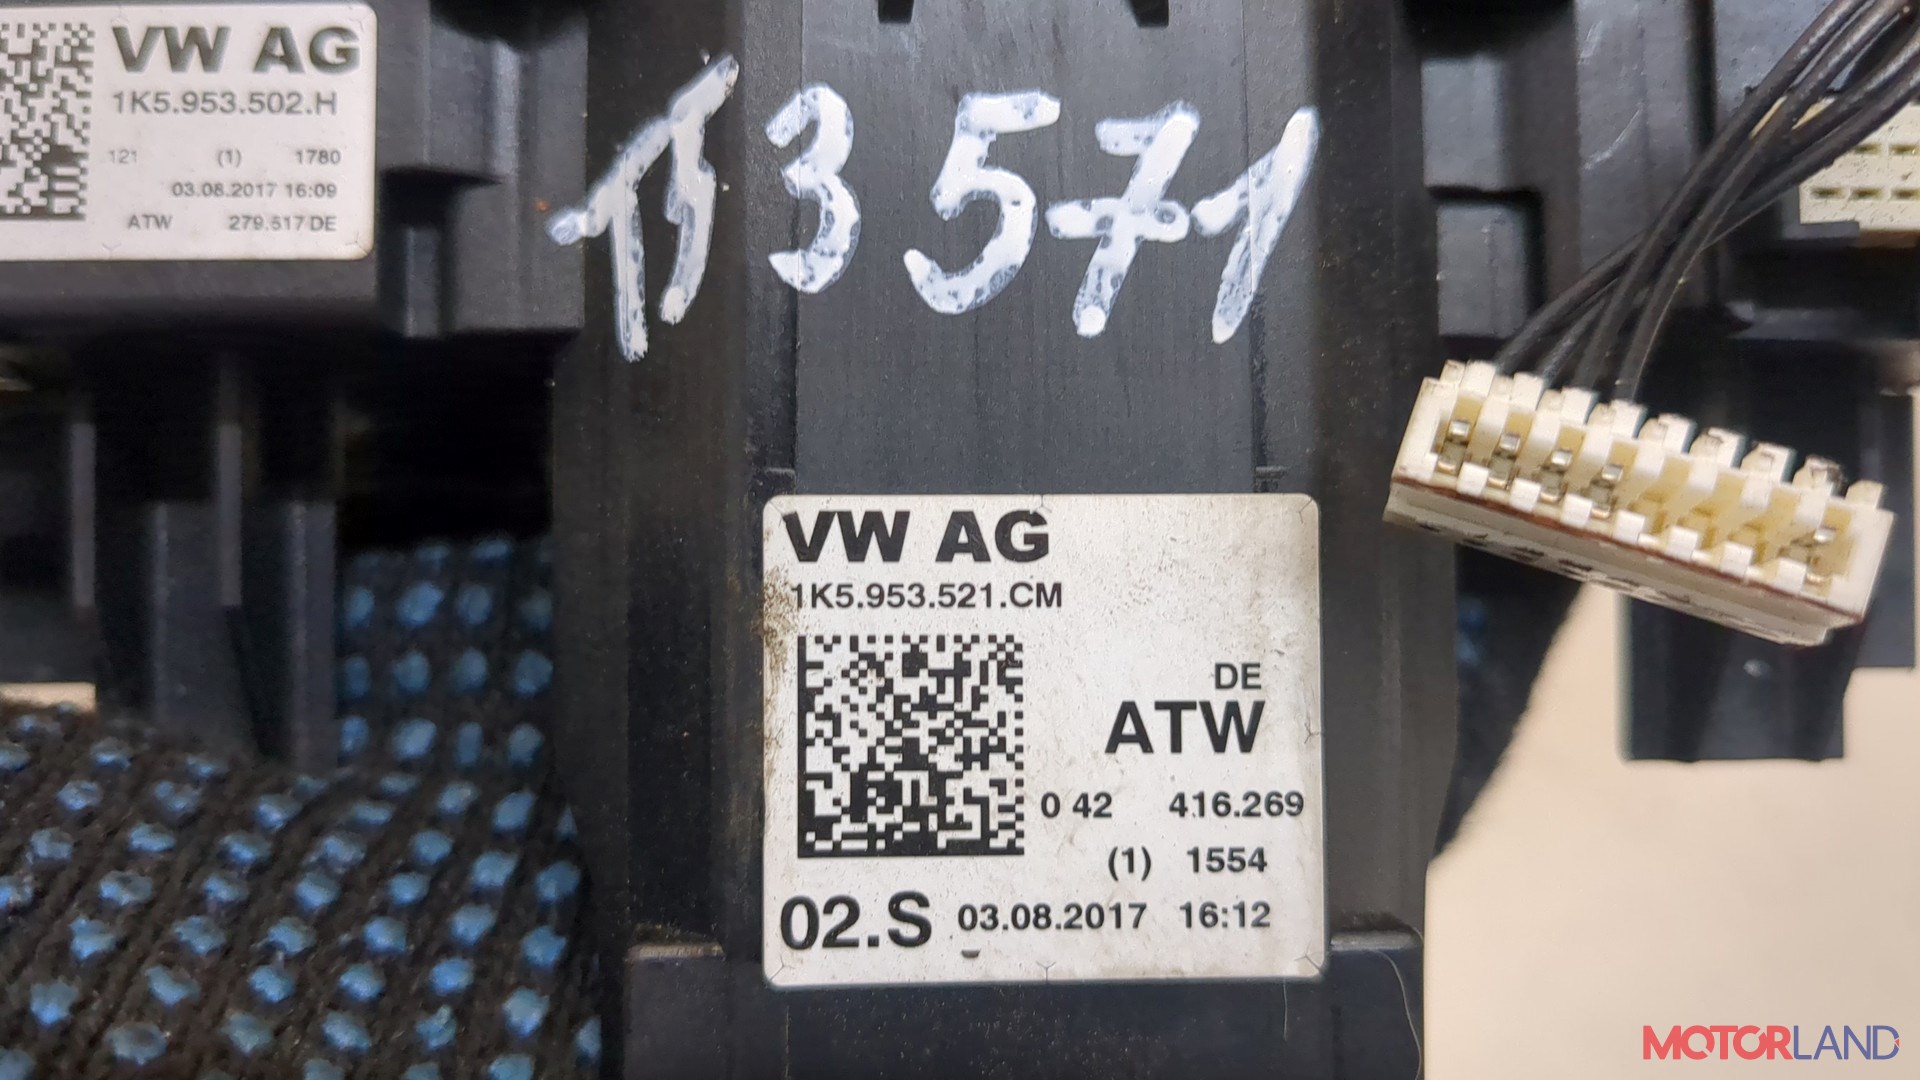 VW AG
1K5.953.502.H
121 (1) 1780
03.08.2017 16:09
ATW 279.617 DE
3571
VW AG
1K5.953.521.CM
DE
ATW
0 42 416.269
(1) 1554
02.S 03.08.2017 16:12
MOTORLAND